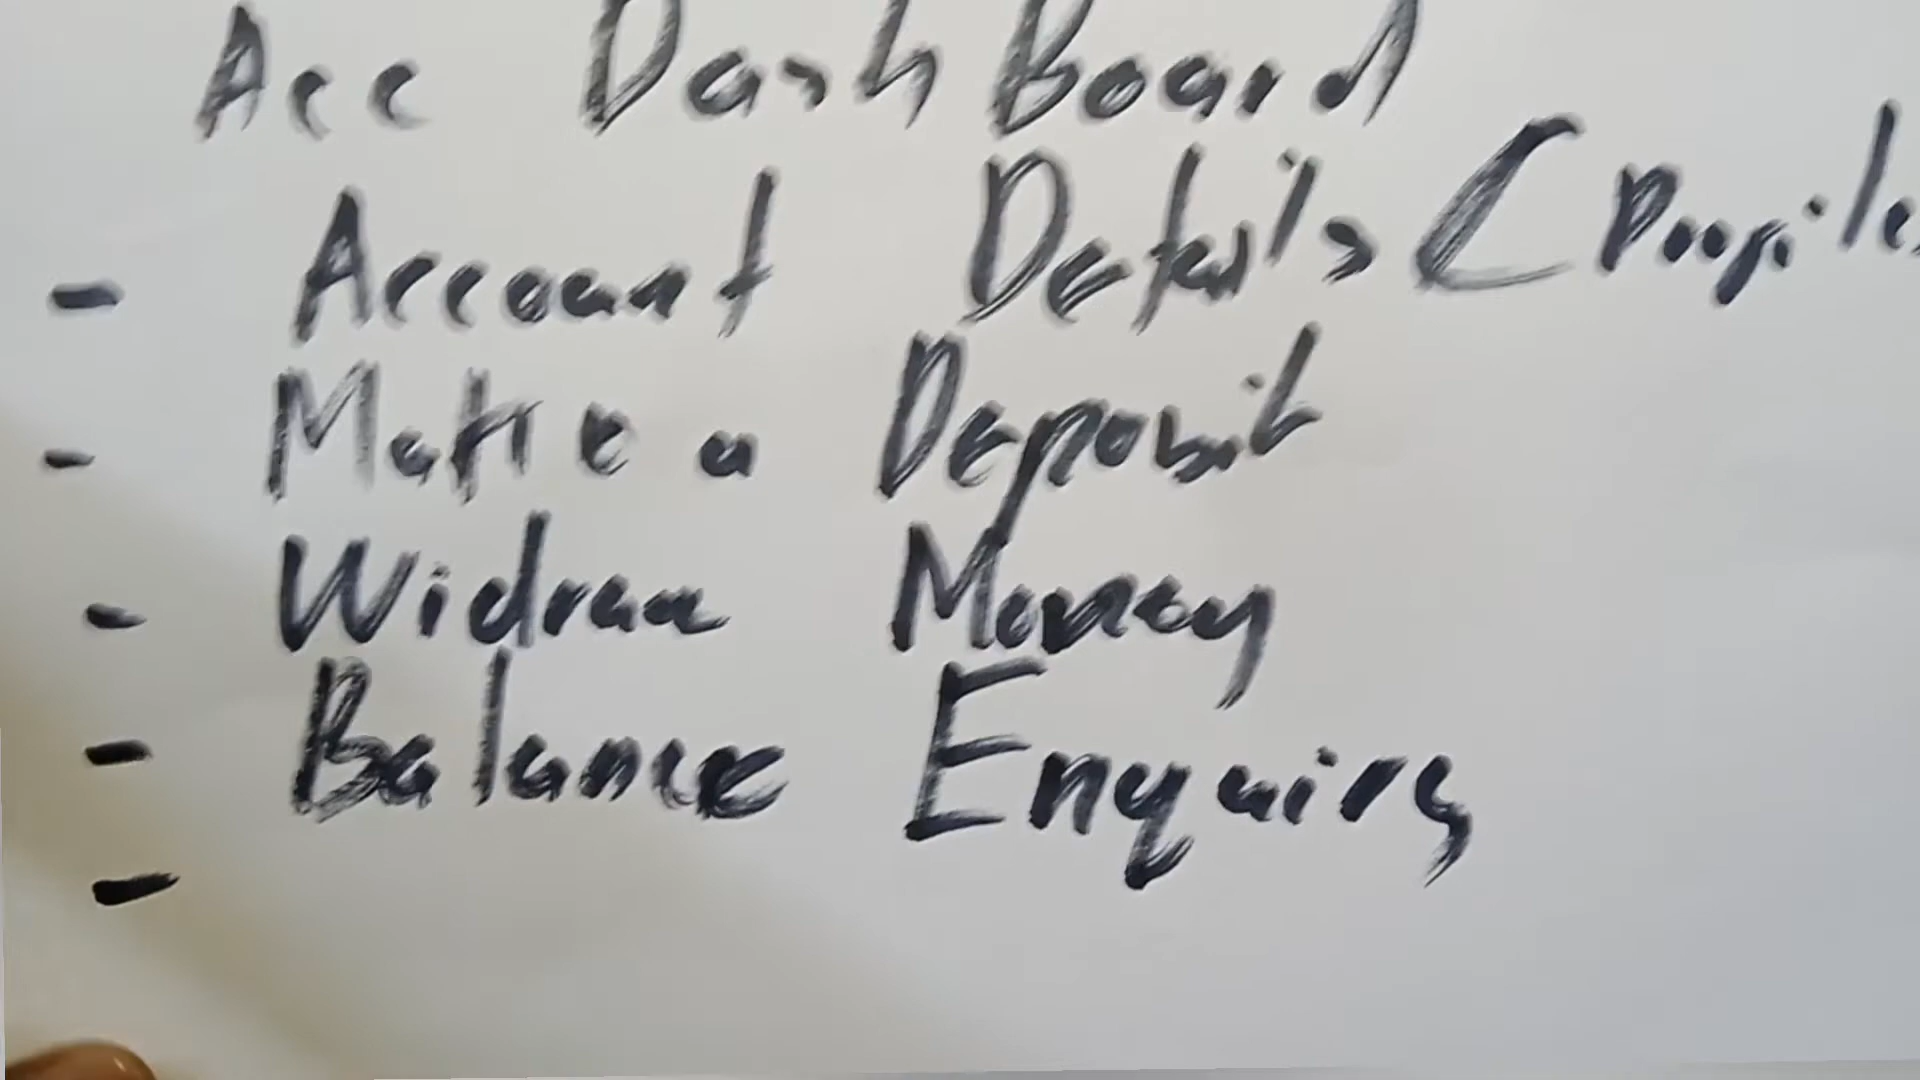 Acc DashBoard
- Account Details (Profile
- Make a Deposit
- Widraw Money
- Balance Enquiry
-